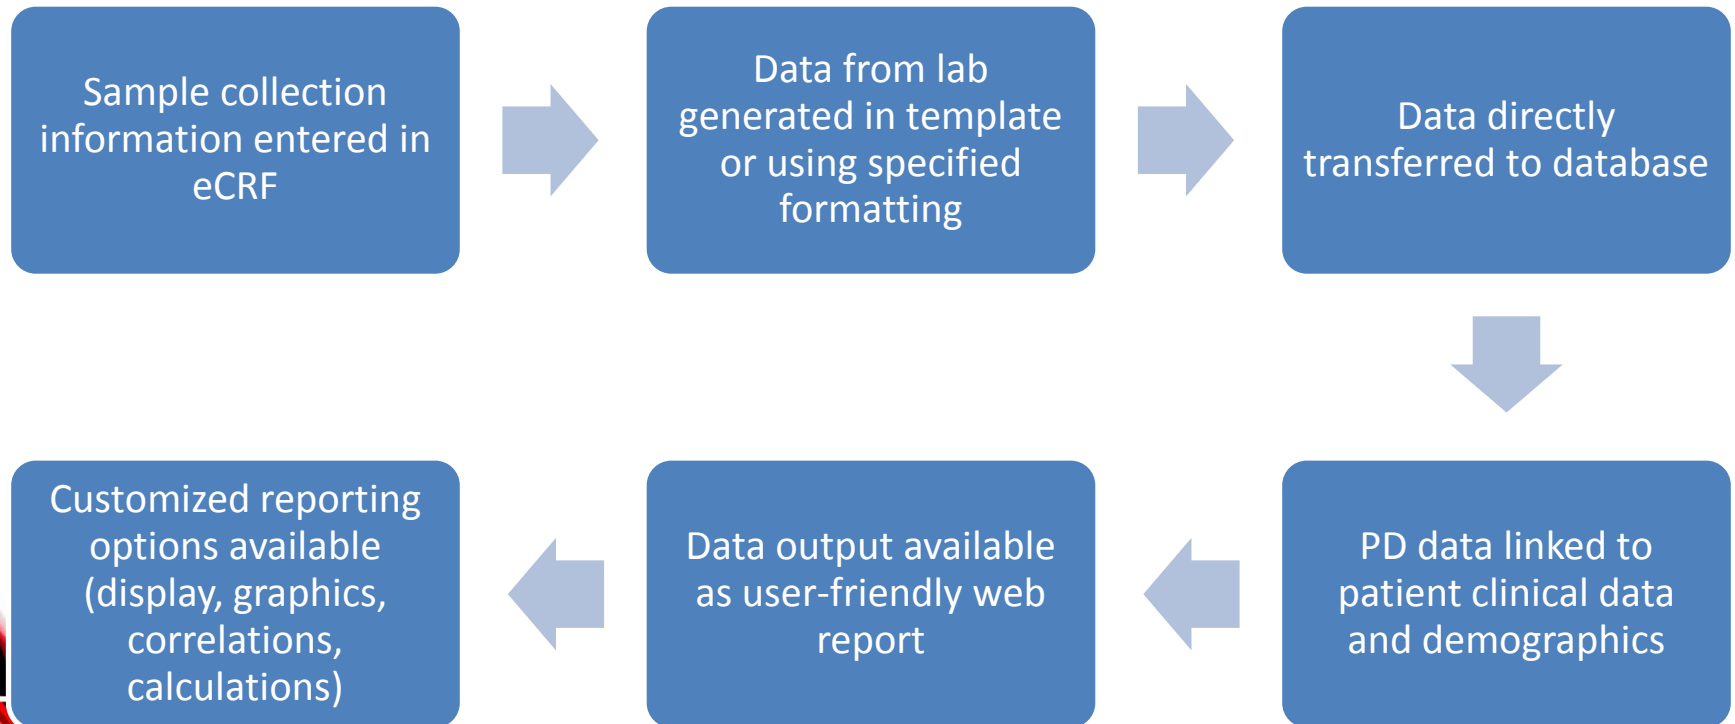 Sample collection
information entered in
eCRF
Data from lab
generated in template
or using specified
formatting
Data directly
transferred to database
PD data linked to
patient clinical data
and demographics
Data output available
as user-friendly web
report
Customized reporting
options available
(display, graphics,
correlations,
calculations)